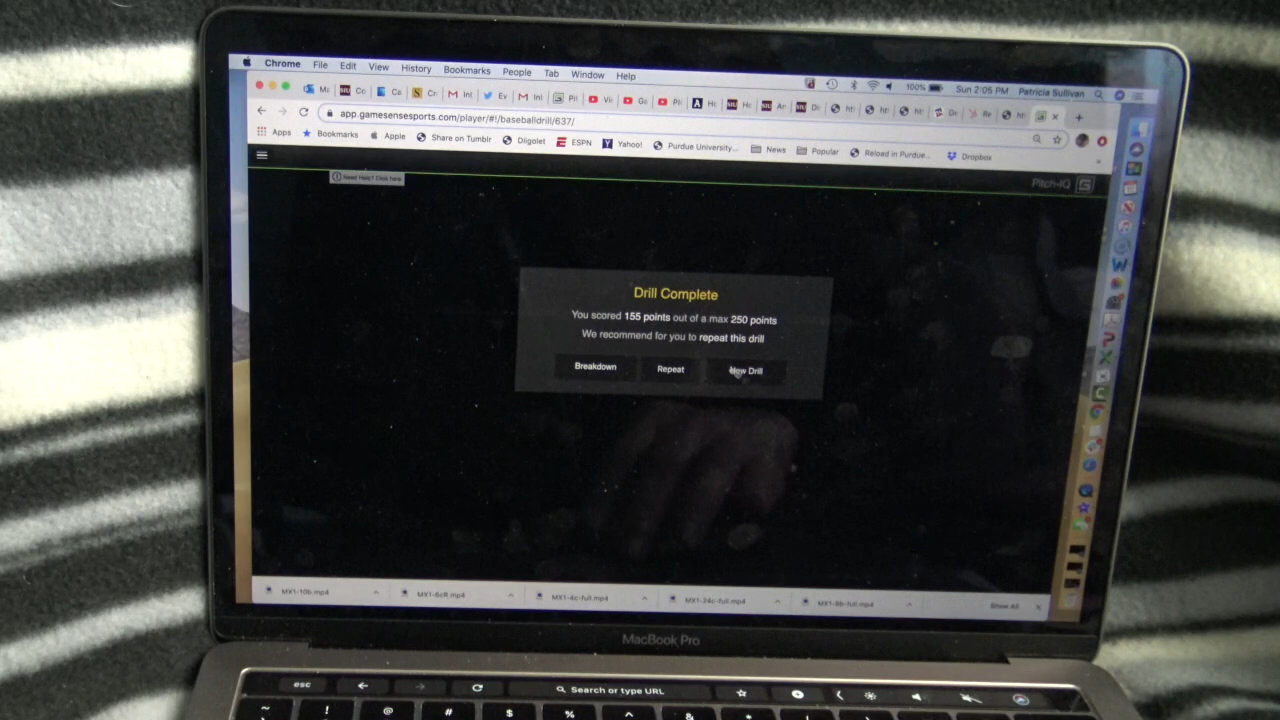 Chrome File Edit View History Bookmarks People Tab Window Help
100% Sun 2:05 PM Patricia Sullivan
app.gamesensesports.com/player/#!/baseballdrill/637/
Apps Bookmarks Apple Share on Tumblr Diigolet ESPN Yahoo! Purdue University... News Popular Reload in Purdue... Dropbox
Need Help? Click here
Pitch-IQ
Drill Complete
You scored 155 points out of a max 250 points
We recommend for you to repeat this drill
Breakdown Repeat New Drill
MX1-10b.mp4 MX1-6cR.mp4 MX1-4c-full.mp4 MX1-24c-full.mp4 MX1-9b-full.mp4 Show All
MacBook Pro
esc Search or type URL
~ ! @ # $ % ^ & *